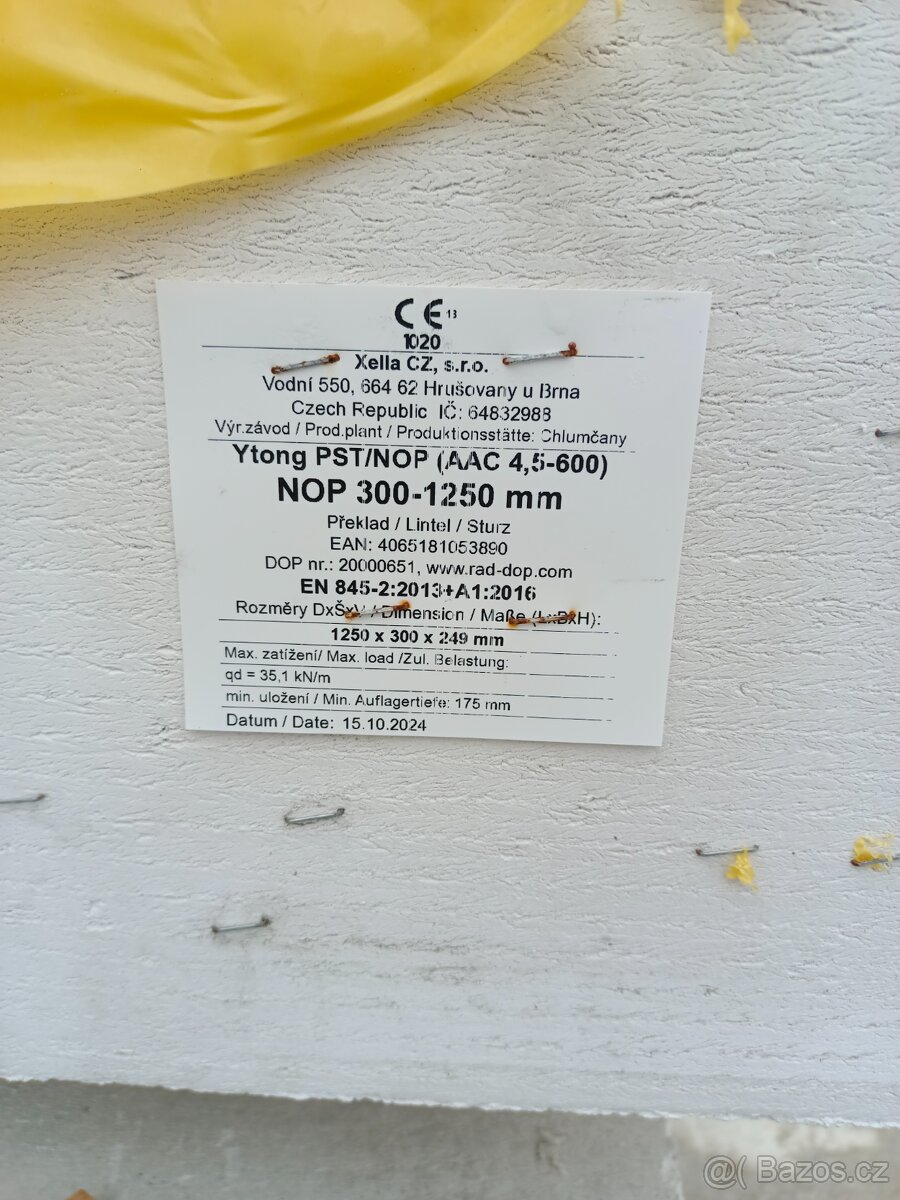 CE 13
1020
Xella CZ, s.r.o.
Vodní 550, 664 62 Hrušovany u Brna
Czech Republic IČ: 64832988
Výr.závod / Prod.plant / Produktionsstätte: Chlumčany
Ytong PST/NOP (AAC 4,5-600)
NOP 300-1250 mm
Překlad / Lintel / Sturz
EAN: 4065181053890
DOP nr.: 20000651, www.rad-dop.com
EN 845-2:2013+A1:2016
Rozměry DxŠxV / Dimension / Maße (LxBxH):
1250 x 300 x 249 mm
Max. zatížení/ Max. load /Zul. Belastung:
qd = 35,1 kN/m
min. uložení / Min. Auflagertiefe: 175 mm
Datum / Date: 15.10.2024
@( Bazos.cz